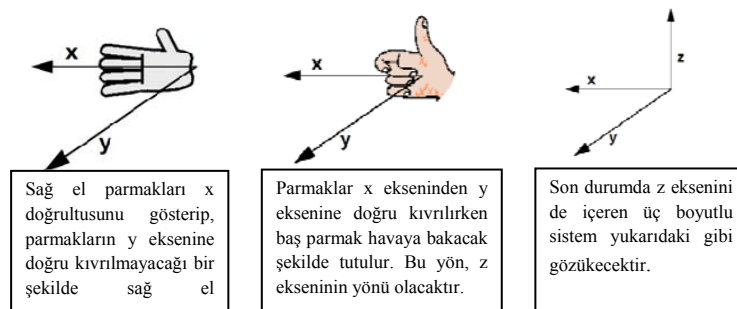 x
y
x
y
z
x
y
Sağ el parmakları x
doğrultusunu gösterip,
parmakların y eksenine
doğru kıvrılmayacağı bir
şekilde sağ el
Parmaklar x ekseninden y
eksenine doğru kıvrılırken
baş parmak havaya bakacak
şekilde tutulur. Bu yön, z
ekseninin yönü olacaktır.
Son durumda z eksenini
de içeren üç boyutlu
sistem yukarıdaki gibi
gözükecektir.